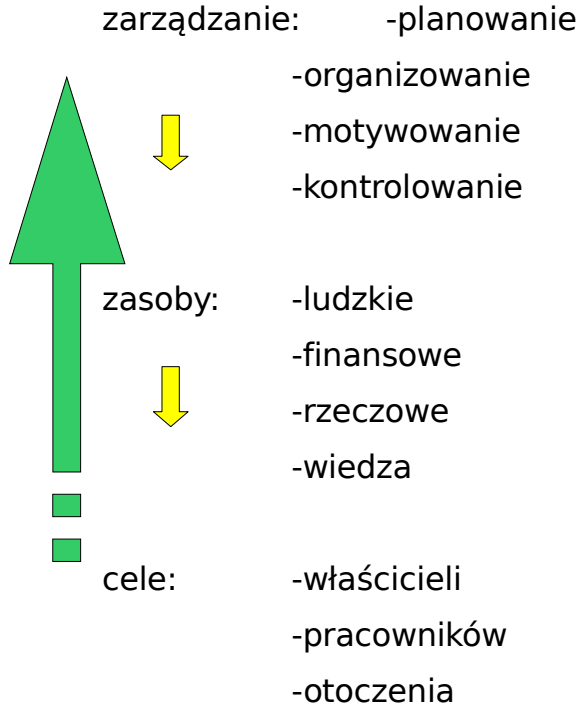 zarządzanie: -planowanie
-organizowanie
-motywowanie
-kontrolowanie
zasoby: -ludzkie
-finansowe
-rzeczowe
-wiedza
cele: -właścicieli
-pracowników
-otoczenia